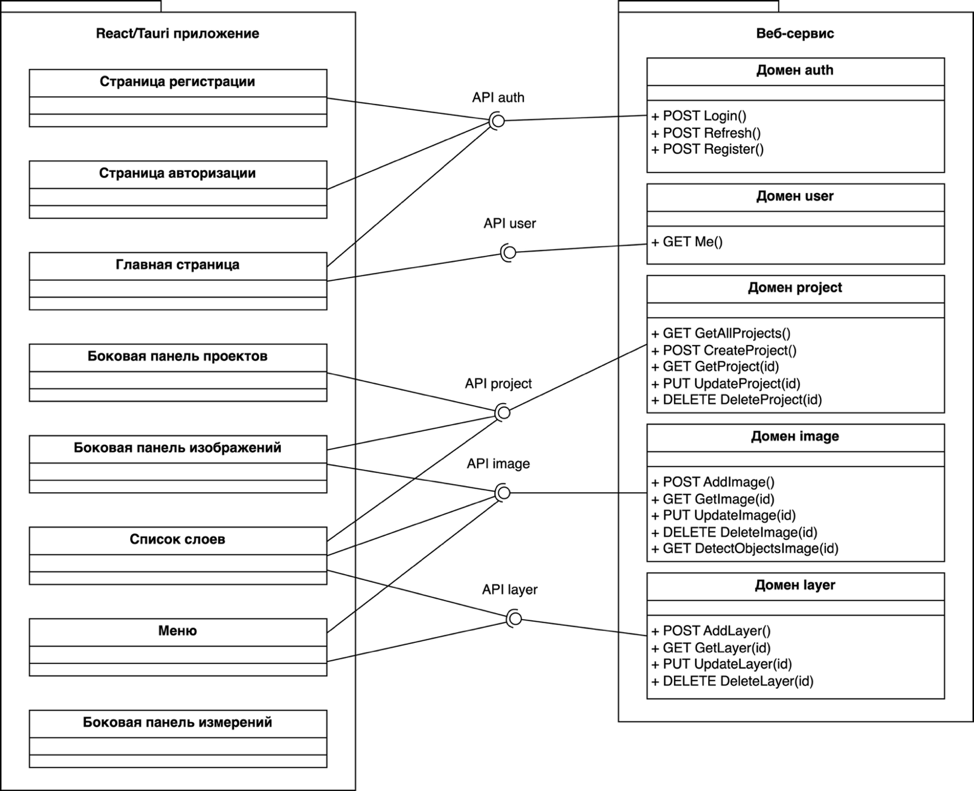 React/Tauri приложение
Страница регистрации
Страница авторизации
Главная страница
Боковая панель проектов
Боковая панель изображений
Список слоев
Меню
Боковая панель измерений
API auth
API user
API project
API image
API layer
Веб-сервис
Домен auth
+ POST Login()
+ POST Refresh()
+ POST Register()
Домен user
+ GET Me()
Домен project
+ GET GetAllProjects()
+ POST CreateProject()
+ GET GetProject(id)
+ PUT UpdateProject(id)
+ DELETE DeleteProject(id)
Домен image
+ POST AddImage()
+ GET GetImage(id)
+ PUT UpdateImage(id)
+ DELETE DeleteImage(id)
+ GET DetectObjectsImage(id)
Домен layer
+ POST AddLayer()
+ GET GetLayer(id)
+ PUT UpdateLayer(id)
+ DELETE DeleteLayer(id)